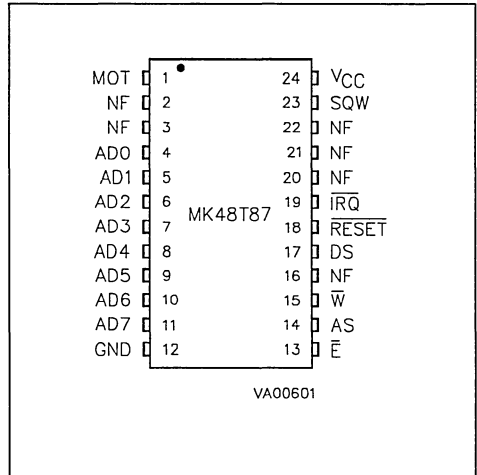 MOT 1 24 VCC
NF 2 23 SQW
NF 3 22 NF
AD0 4 21 NF
AD1 5 20 NF
AD2 6 19 I̅R̅Q̅
MK48T87
AD3 7 18 R̅E̅S̅E̅T̅
AD4 8 17 DS
AD5 9 16 NF
AD6 10 15 W̅
AD7 11 14 AS
GND 12 13 E̅
VA00601